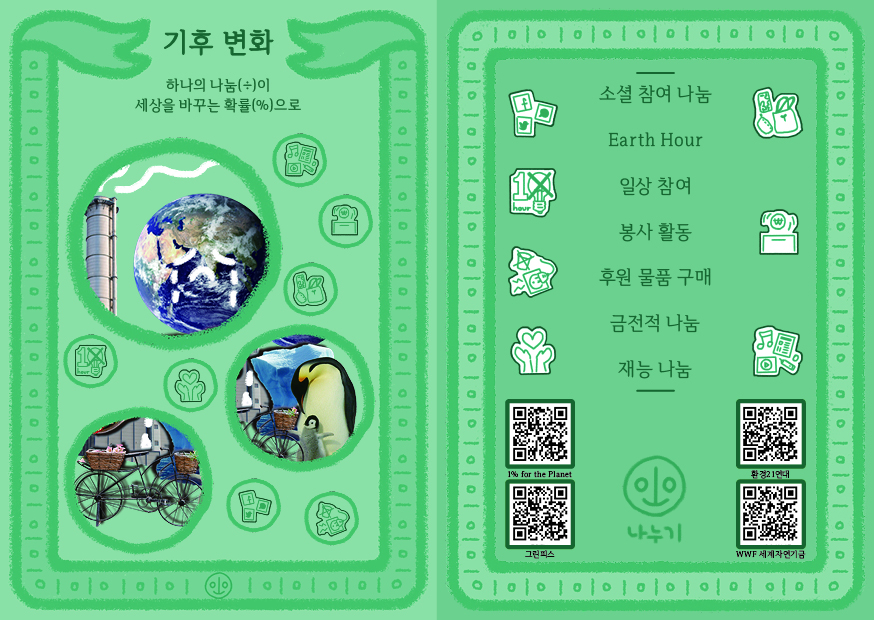 기후 변화
하나의 나눔(÷)이
세상을 바꾸는 확률(%)으로
소셜 참여 나눔
Earth Hour
일상 참여
봉사 활동
후원 물품 구매
금전적 나눔
재능 나눔
1% for the Planet
환경21연대
그린피스
WWF 세계자연기금
나누기